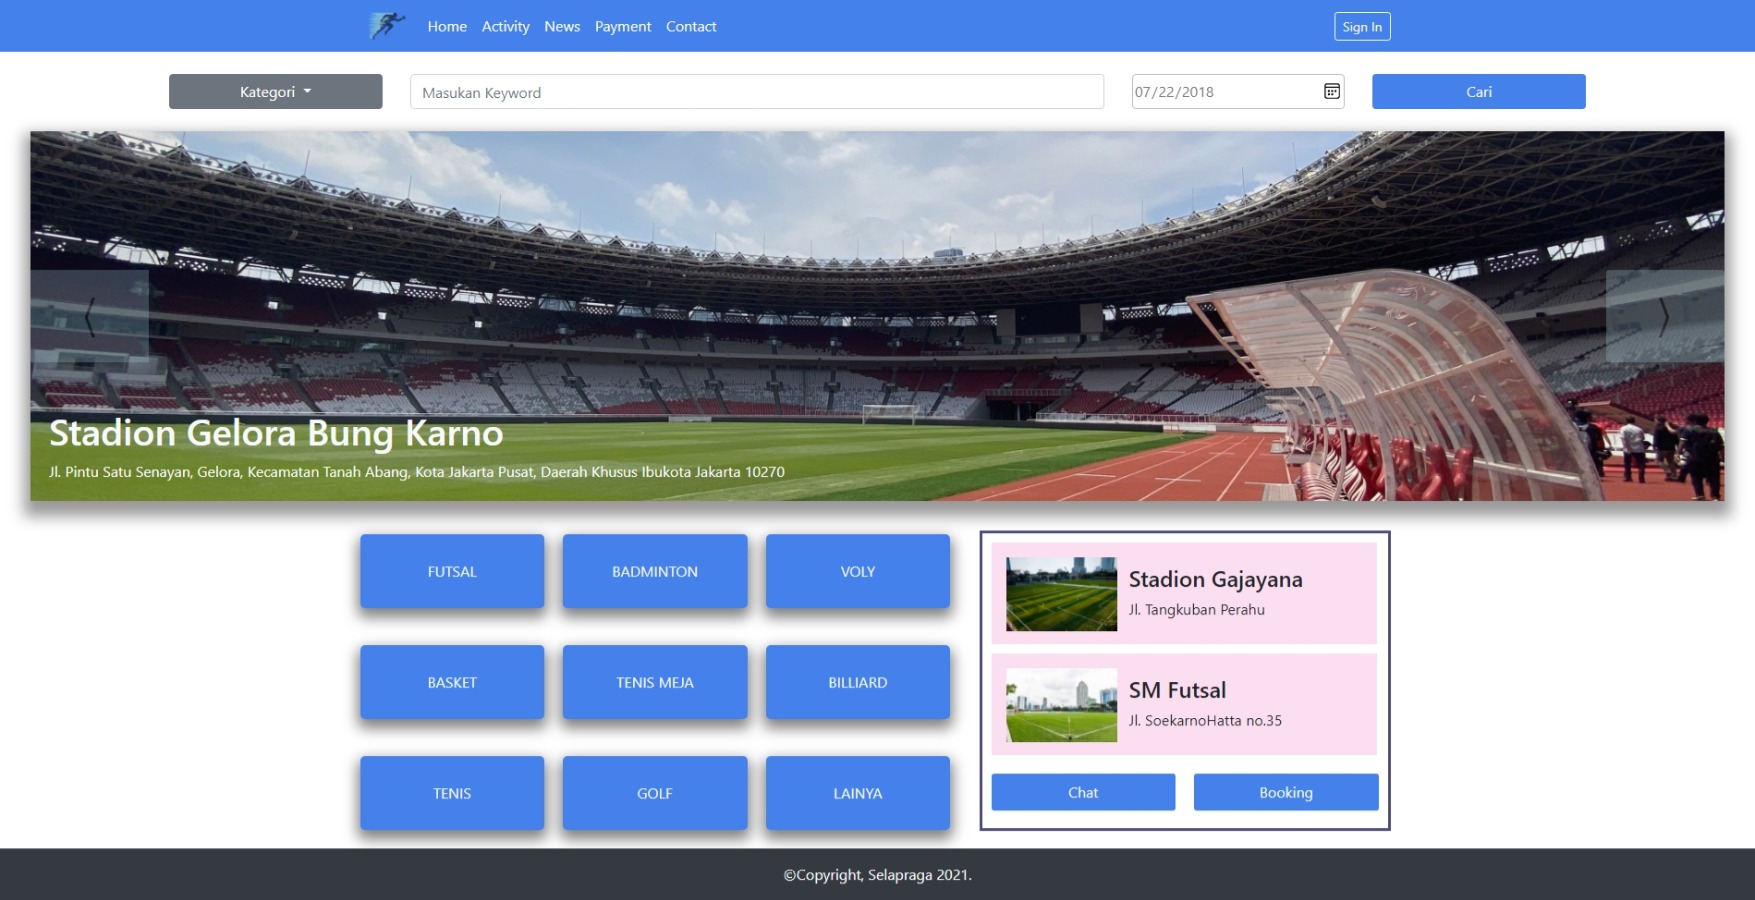 Home Activity News Payment Contact Sign In
Kategori Masukan Keyword 07/22/2018 Cari
Stadion Gelora Bung Karno
Jl. Pintu Satu Senayan, Gelora, Kecamatan Tanah Abang, Kota Jakarta Pusat, Daerah Khusus Ibukota Jakarta 10270
FUTSAL BADMINTON VOLY
BASKET TENIS MEJA BILLIARD
TENIS GOLF LAINYA
Stadion Gajayana
Jl. Tangkuban Perahu
SM Futsal
Jl. SoekarnoHatta no.35
Chat Booking
©Copyright, Selapraga 2021.